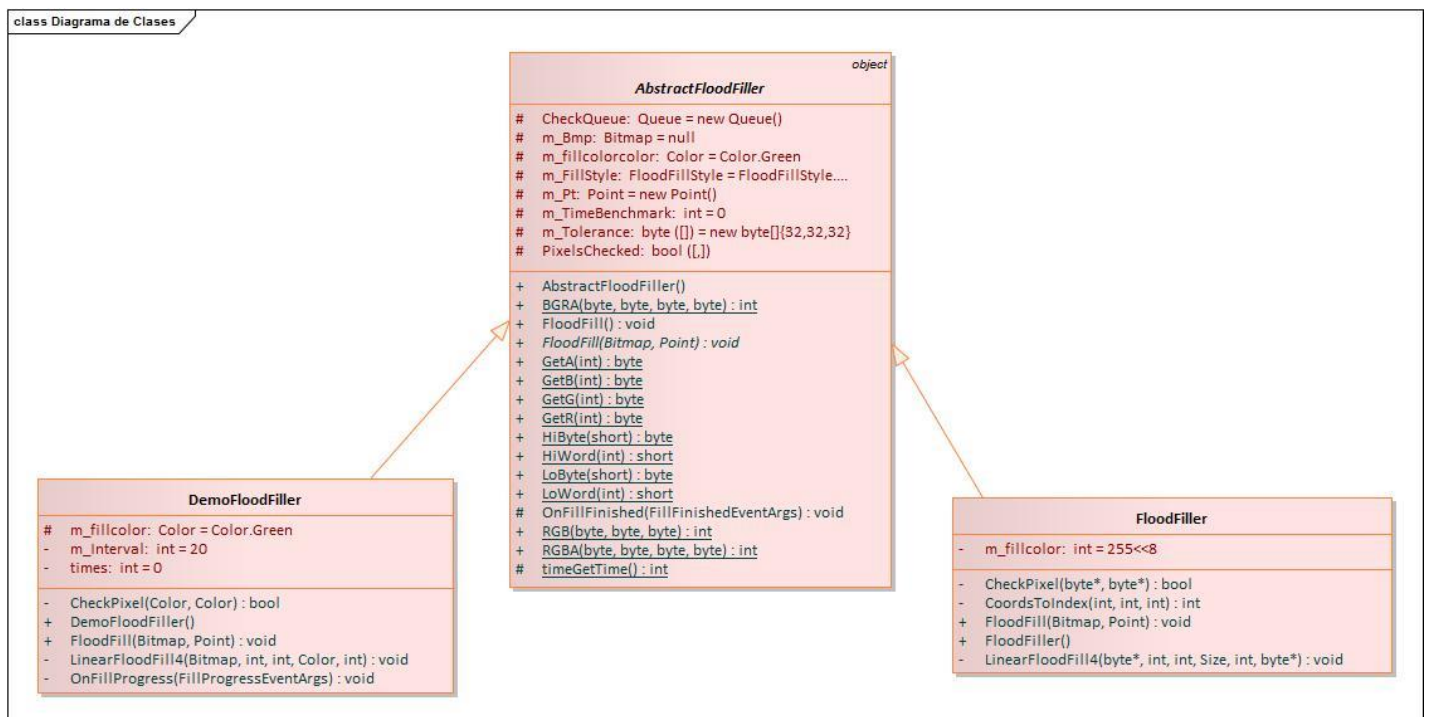 class Diagrama de Clases
object
AbstractFloodFiller
# CheckQueue: Queue = new Queue()
# m_Bmp: Bitmap = null
# m_fillcolorcolor: Color = Color.Green
# m_FillStyle: FloodFillStyle = FloodFillStyle....
# m_Pt: Point = new Point()
# m_TimeBenchmark: int = 0
# m_Tolerance: byte ([]) = new byte[]{32,32,32}
# PixelsChecked: bool ([,])
+ AbstractFloodFiller()
+ BGRA(byte, byte, byte, byte) : int
+ FloodFill() : void
+ FloodFill(Bitmap, Point) : void
+ GetA(int) : byte
+ GetB(int) : byte
+ GetG(int) : byte
+ GetR(int) : byte
+ HiByte(short) : byte
+ HiWord(int) : short
+ LoByte(short) : byte
+ LoWord(int) : short
# OnFillFinished(FillFinishedEventArgs) : void
+ RGB(byte, byte, byte) : int
+ RGBA(byte, byte, byte, byte) : int
# timeGetTime() : int
DemoFloodFiller
# m_fillcolor: Color = Color.Green
- m_Interval: int = 20
- times: int = 0
- CheckPixel(Color, Color) : bool
+ DemoFloodFiller()
+ FloodFill(Bitmap, Point) : void
- LinearFloodFill4(Bitmap, int, int, Color, int) : void
- OnFillProgress(FillProgressEventArgs) : void
FloodFiller
- m_fillcolor: int = 255<<8
- CheckPixel(byte*, byte*) : bool
- CoordsToIndex(int, int, int) : int
+ FloodFill(Bitmap, Point) : void
+ FloodFiller()
- LinearFloodFill4(byte*, int, int, Size, int, byte*) : void